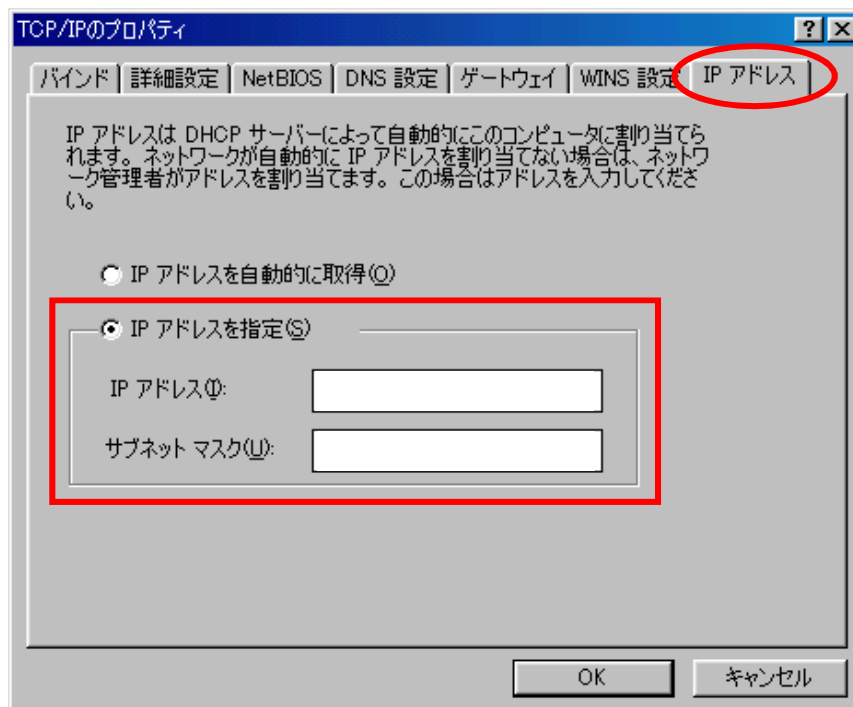 TCP/IPのプロパティ
バインド 詳細設定 NetBIOS DNS 設定 ゲートウェイ WINS 設定 IP アドレス
IP アドレスは DHCP サーバーによって自動的にこのコンピュータに割り当てら
れます。ネットワークが自動的に IP アドレスを割り当てない場合は、ネットワ
ーク管理者がアドレスを割り当てます。この場合はアドレスを入力してくださ
い。
IP アドレスを自動的に取得(O)
IP アドレスを指定(S)
IP アドレス(I):
サブネット マスク(U):
OK キャンセル